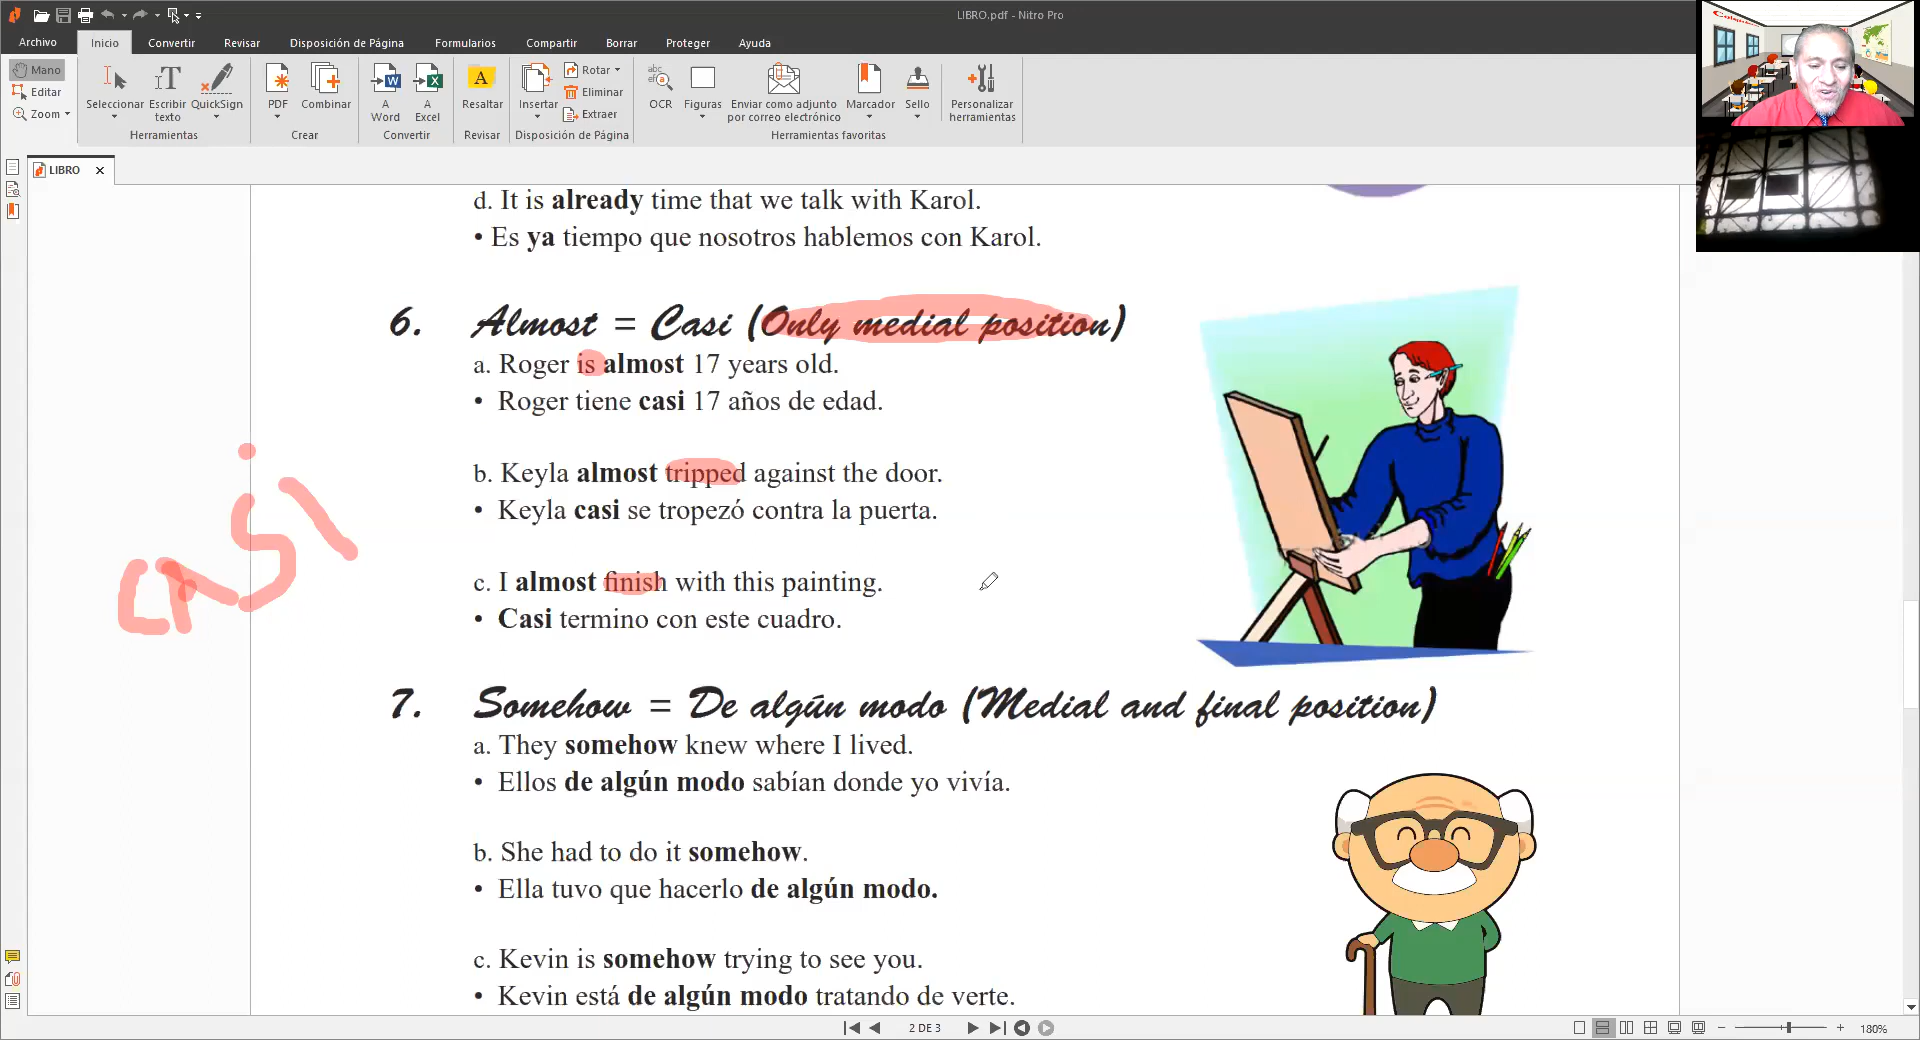 LIBRO.pdf - Nitro Pro
Archivo Inicio Convertir Revisar Disposición de Página Formularios Compartir Borrar Proteger Ayuda
Mano
Editar
Zoom
Seleccionar
Escribir texto
QuickSign
Herramientas
PDF
Combinar
Crear
A Word
A Excel
Convertir
Resaltar
Revisar
Insertar
Rotar
Eliminar
Extraer
Disposición de Página
OCR
Figuras
Enviar como adjunto por correo electrónico
Marcador
Sello
Herramientas favoritas
Personalizar herramientas
LIBRO
d. It is already time that we talk with Karol.
• Es ya tiempo que nosotros hablemos con Karol.
6. Almost = Casi (Only medial position)
a. Roger is almost 17 years old.
• Roger tiene casi 17 años de edad.
b. Keyla almost tripped against the door.
• Keyla casi se tropezó contra la puerta.
c. I almost finish with this painting.
• Casi termino con este cuadro.
CASI
7. Somehow = De algún modo (Medial and final position)
a. They somehow knew where I lived.
• Ellos de algún modo sabían donde yo vivía.
b. She had to do it somehow.
• Ella tuvo que hacerlo de algún modo.
c. Kevin is somehow trying to see you.
• Kevin está de algún modo tratando de verte.
2 DE 3
180%